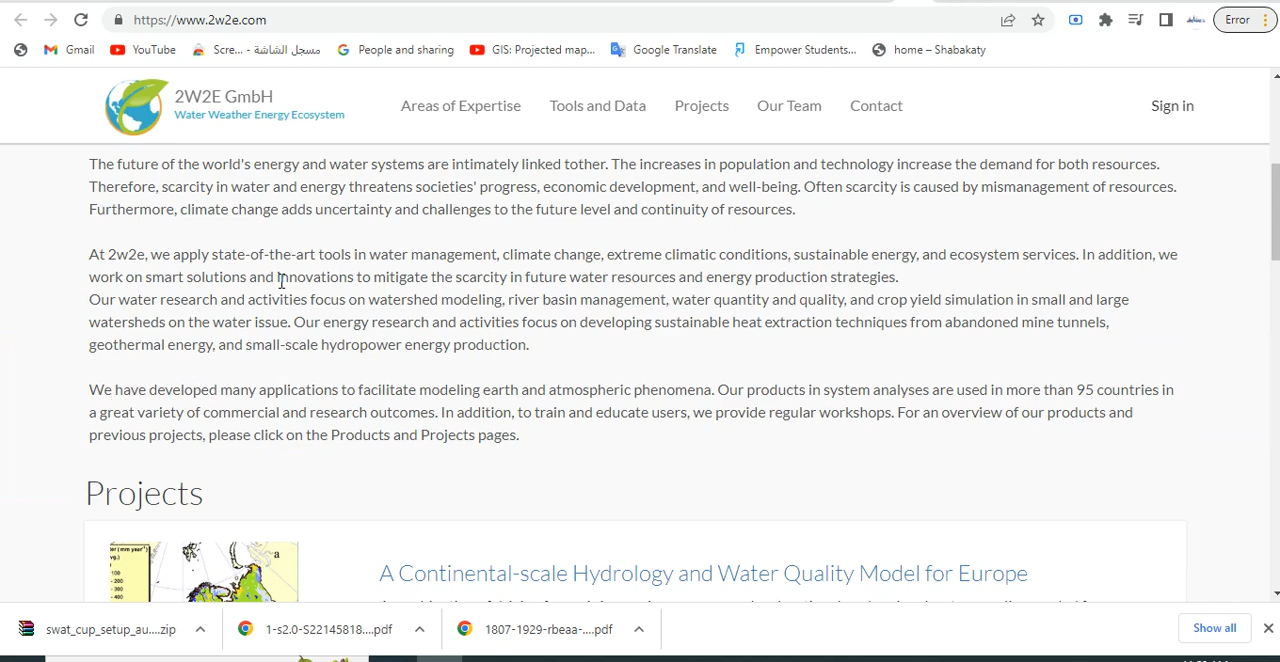 https://www.2w2e.com
Error
Gmail
YouTube
Scre... - مسجل الشاشة
People and sharing
GIS: Projected map...
Google Translate
Empower Students...
home – Shabakaty
2W2E GmbH
Water Weather Energy Ecosystem
Areas of Expertise
Tools and Data
Projects
Our Team
Contact
Sign in
The future of the world's energy and water systems are intimately linked tother. The increases in population and technology increase the demand for both resources.
Therefore, scarcity in water and energy threatens societies' progress, economic development, and well-being. Often scarcity is caused by mismanagement of resources.
Furthermore, climate change adds uncertainty and challenges to the future level and continuity of resources.
At 2w2e, we apply state-of-the-art tools in water management, climate change, extreme climatic conditions, sustainable energy, and ecosystem services. In addition, we
work on smart solutions and innovations to mitigate the scarcity in future water resources and energy production strategies.
Our water research and activities focus on watershed modeling, river basin management, water quantity and quality, and crop yield simulation in small and large
watersheds on the water issue. Our energy research and activities focus on developing sustainable heat extraction techniques from abandoned mine tunnels,
geothermal energy, and small-scale hydropower energy production.
We have developed many applications to facilitate modeling earth and atmospheric phenomena. Our products in system analyses are used in more than 95 countries in
a great variety of commercial and research outcomes. In addition, to train and educate users, we provide regular workshops. For an overview of our products and
previous projects, please click on the Products and Projects pages.
Projects
a
100
200
300
400
A Continental-scale Hydrology and Water Quality Model for Europe
swat_cup_setup_au....zip
1-s2.0-S22145818....pdf
1807-1929-rbeaa-....pdf
Show all